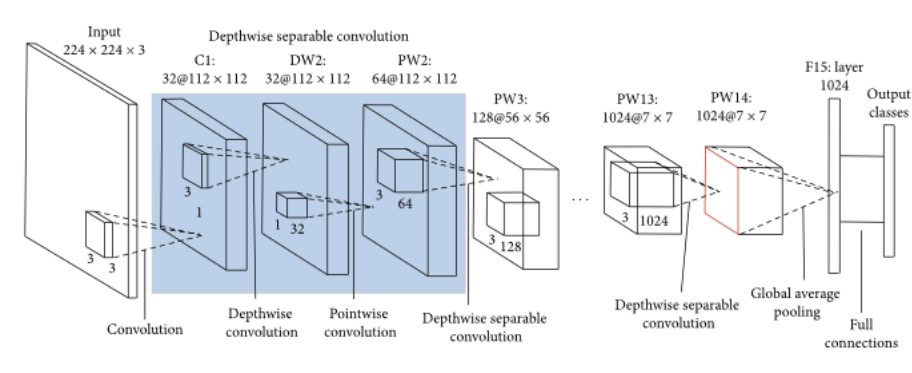 Input
224 × 224 × 3
Depthwise separable convolution
C1:
32@112 × 112
DW2:
32@112 × 112
PW2:
64@112 × 112
PW3:
128@56 × 56
PW13:
1024@7 × 7
PW14:
1024@7 × 7
F15: layer
1024
Output
classes
3
3
3
1
1
32
3
64
3
128
...
3
1024
Convolution
Depthwise
convolution
Pointwise
convolution
Depthwise separable
convolution
Depthwise separable
convolution
Global average
pooling
Full
connections